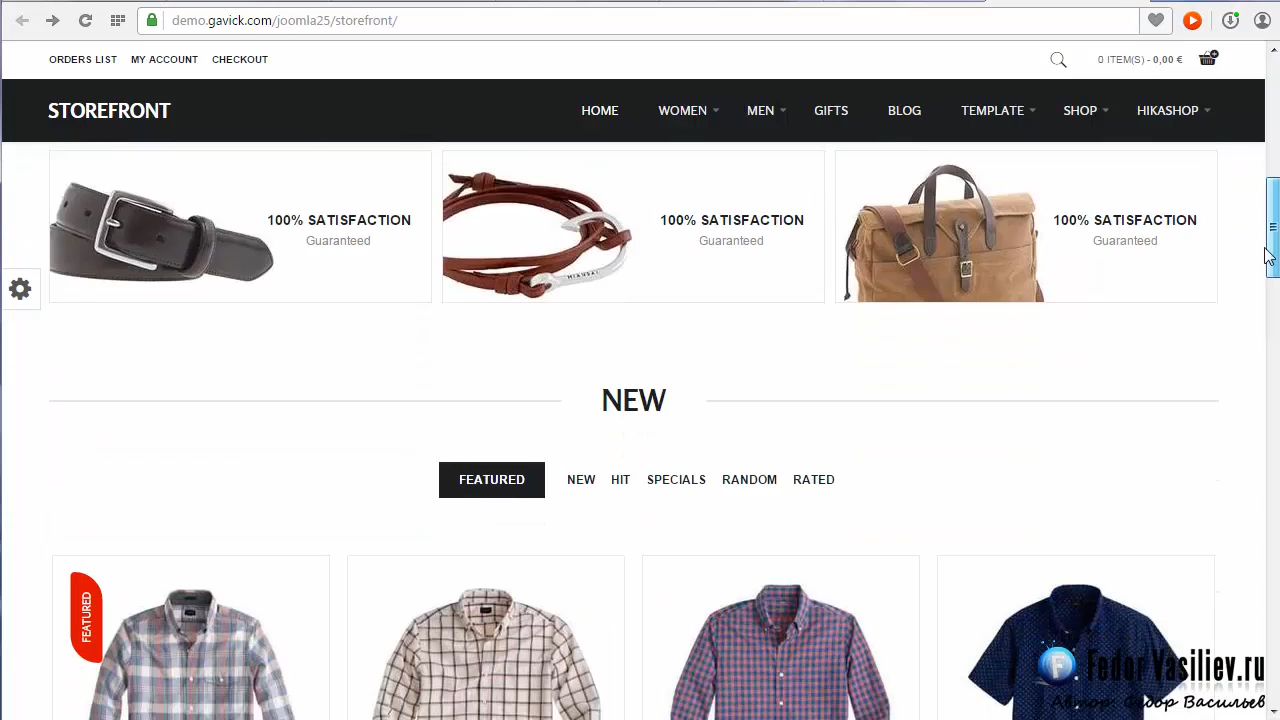 demo.gavick.com/joomla25/storefront/
ORDERS LIST MY ACCOUNT CHECKOUT
0 ITEM(S) - 0,00 €
STOREFRONT
HOME WOMEN MEN GIFTS BLOG TEMPLATE SHOP HIKASHOP
100% SATISFACTION
Guaranteed
100% SATISFACTION
Guaranteed
100% SATISFACTION
Guaranteed
NEW
FEATURED NEW HIT SPECIALS RANDOM RATED
FEATURED
FedorVasiliev.ru
Автор: Федор Васильев